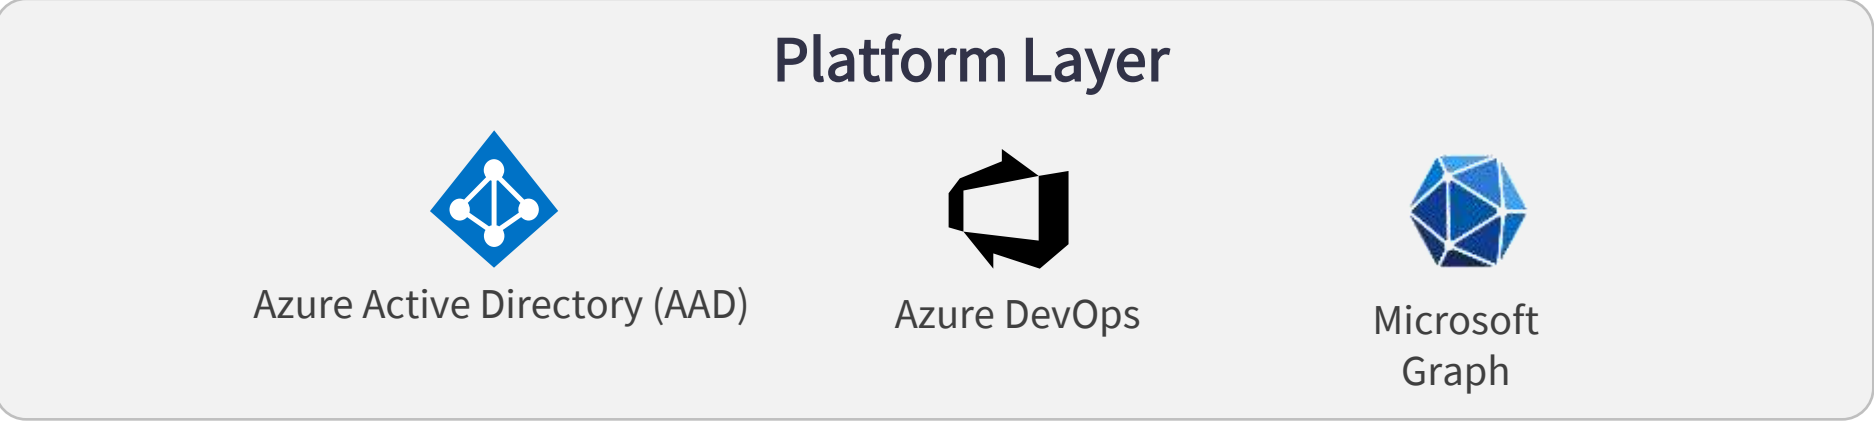 Platform Layer
Azure Active Directory (AAD)
Azure DevOps
Microsoft
Graph